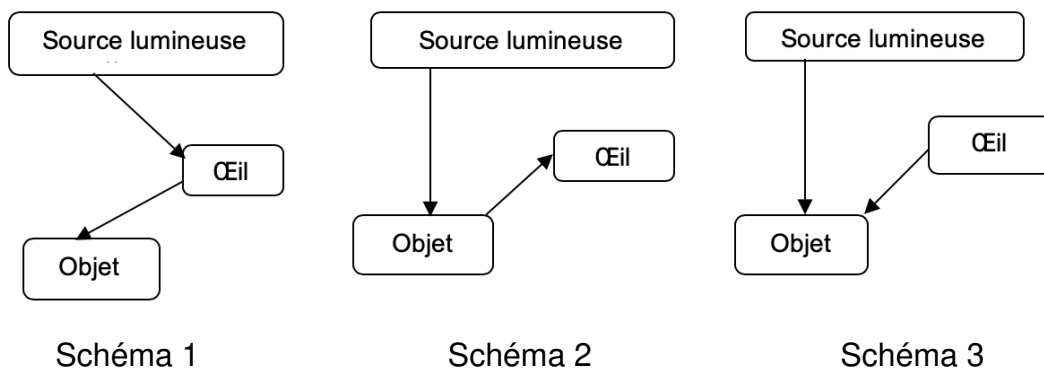 Source lumineuse
Œil
Objet
Schéma 1
Source lumineuse
Œil
Objet
Schéma 2
Source lumineuse
Œil
Objet
Schéma 3